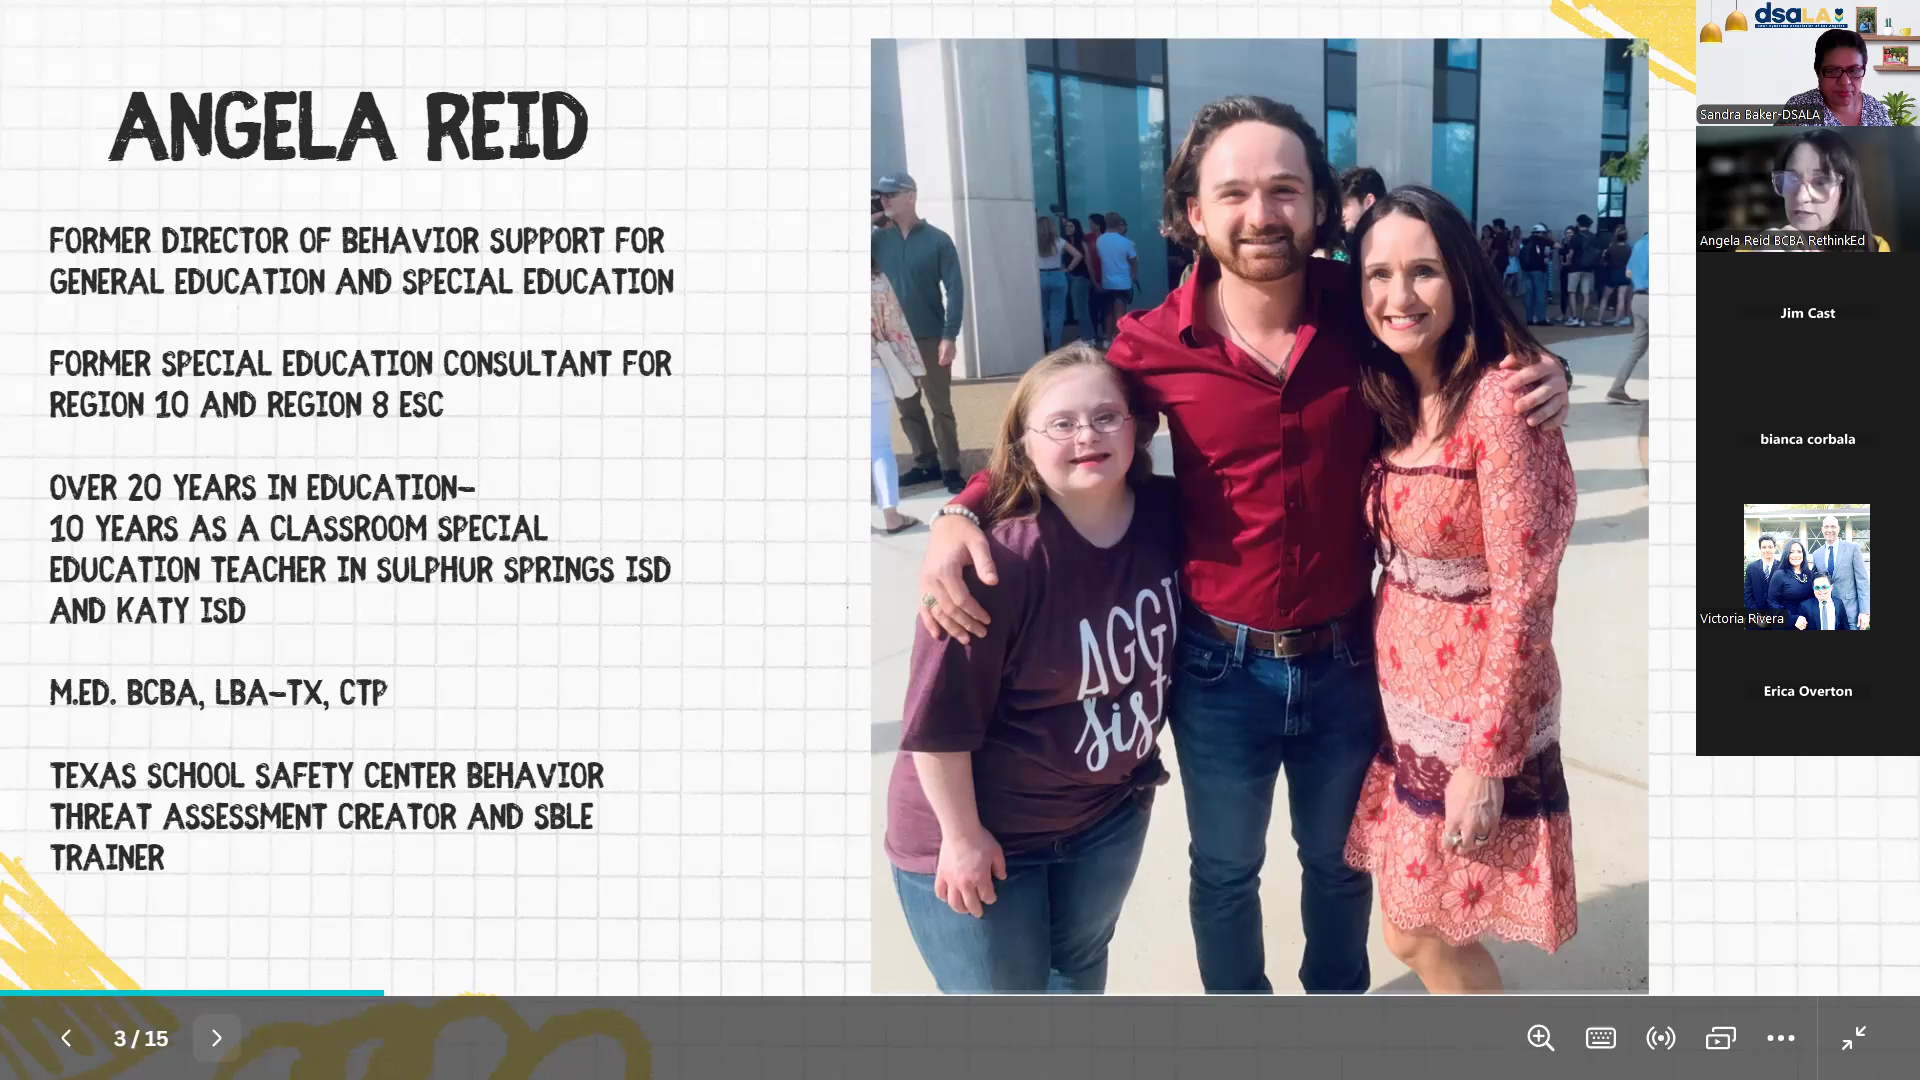 ANGELA REID
FORMER DIRECTOR OF BEHAVIOR SUPPORT FOR
GENERAL EDUCATION AND SPECIAL EDUCATION
FORMER SPECIAL EDUCATION CONSULTANT FOR
REGION 10 AND REGION 8 ESC
OVER 20 YEARS IN EDUCATION–
10 YEARS AS A CLASSROOM SPECIAL
EDUCATION TEACHER IN SULPHUR SPRINGS ISD
AND KATY ISD
M.ED. BCBA, LBA–TX, CTP
TEXAS SCHOOL SAFETY CENTER BEHAVIOR
THREAT ASSESSMENT CREATOR AND SBLE
TRAINER
AGGI
sist
dsaLA
Sandra Baker-DSALA
Angela Reid BCBA RethinkEd
Jim Cast
bianca corbala
Victoria Rivera
Erica Overton
3 / 15